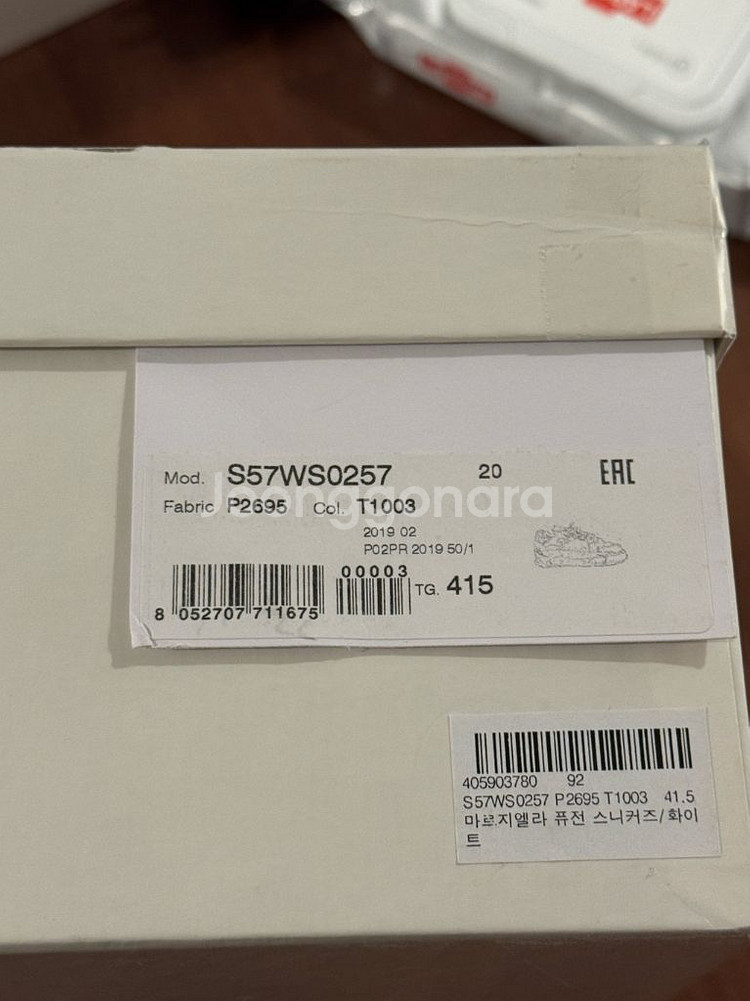 Mod. S57WS0257 20 EAC
Fabric P2695 Col. T1003
Joonggonara
2019 02
P02PR 2019 50/1
00003
TG. 415
8 052707 711675
405903780 92
S57WS0257 P2695 T1003 41.5
마르지엘라 퓨전 스니커즈/화이
트